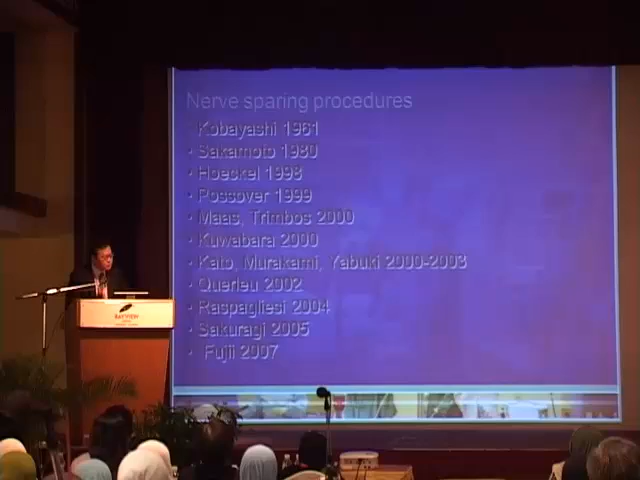 Nerve sparing procedures
· Kobayashi 1961
· Sakamoto 1980
· Hoeckel 1998
· Possover 1999
· Maas, Trimbos 2000
· Kuwabara 2000
· Kato, Murakami, Yabuki 2000-2003
· Querleu 2002
· Raspagliesi 2004
· Sakuragi 2005
· Fujii 2007
BAYVIEW